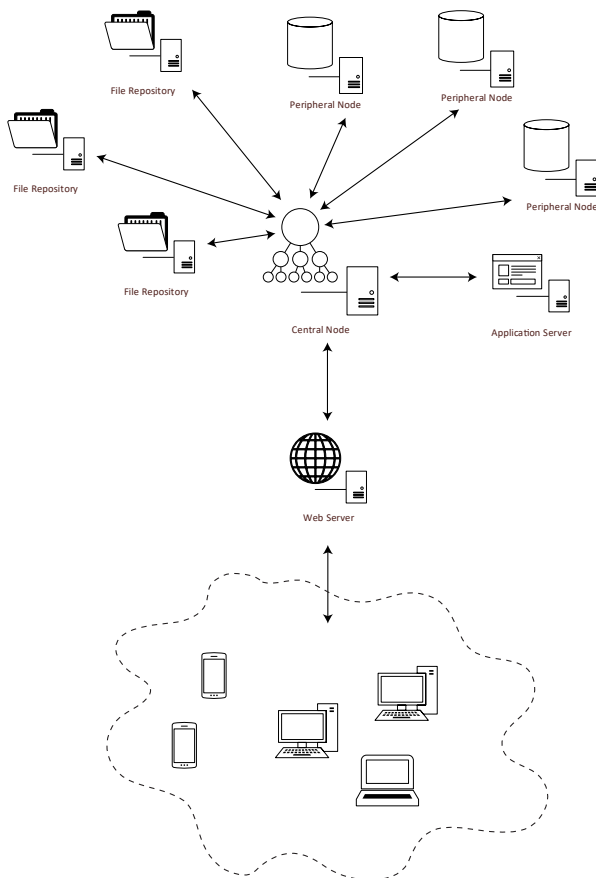 File Repository
Peripheral Node
Peripheral Node
File Repository
Peripheral Node
File Repository
Central Node
Application Server
Web Server